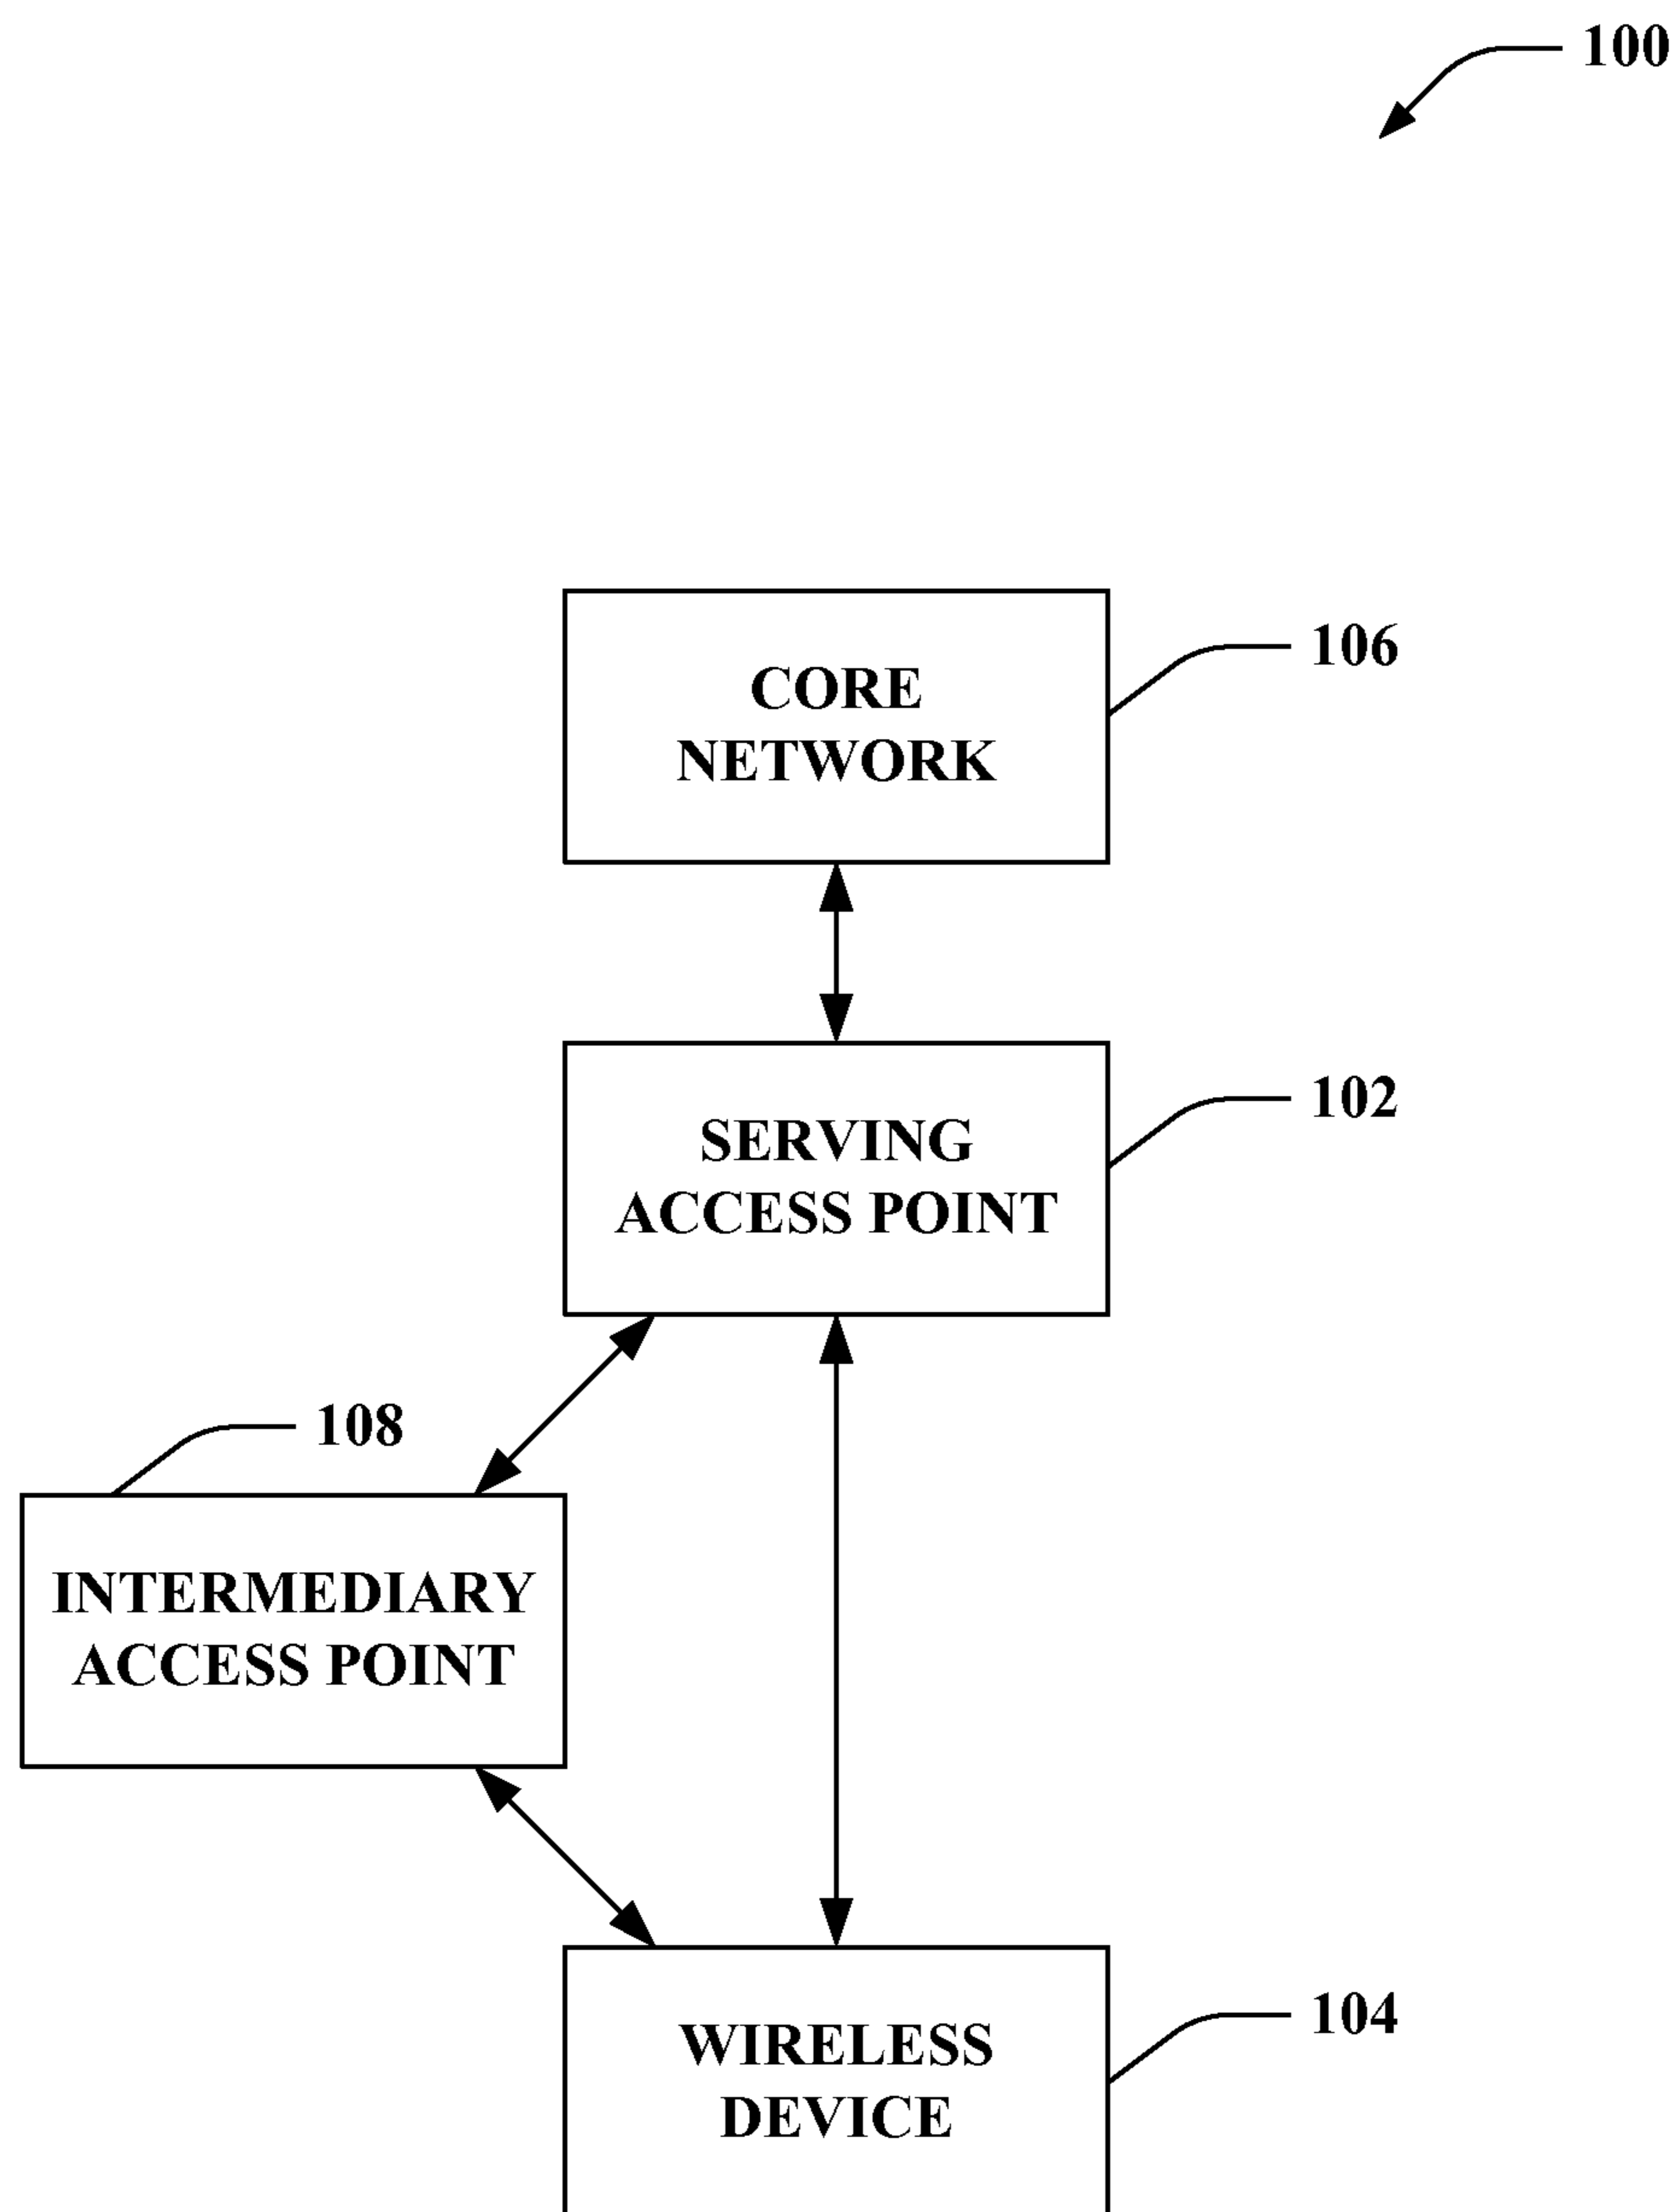 100
CORE
NETWORK
106
SERVING
ACCESS POINT
102
108
INTERMEDIARY
ACCESS POINT
WIRELESS
DEVICE
104